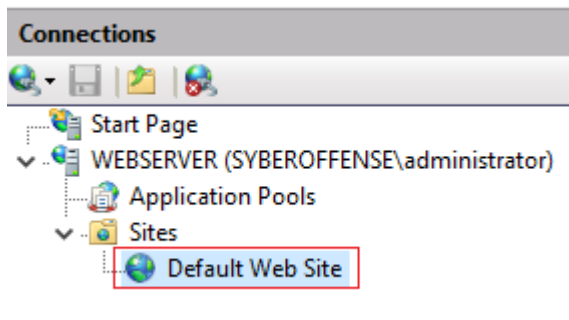 Connections
Start Page
WEBSERVER (SYBEROFFENSE\administrator)
Application Pools
Sites
Default Web Site